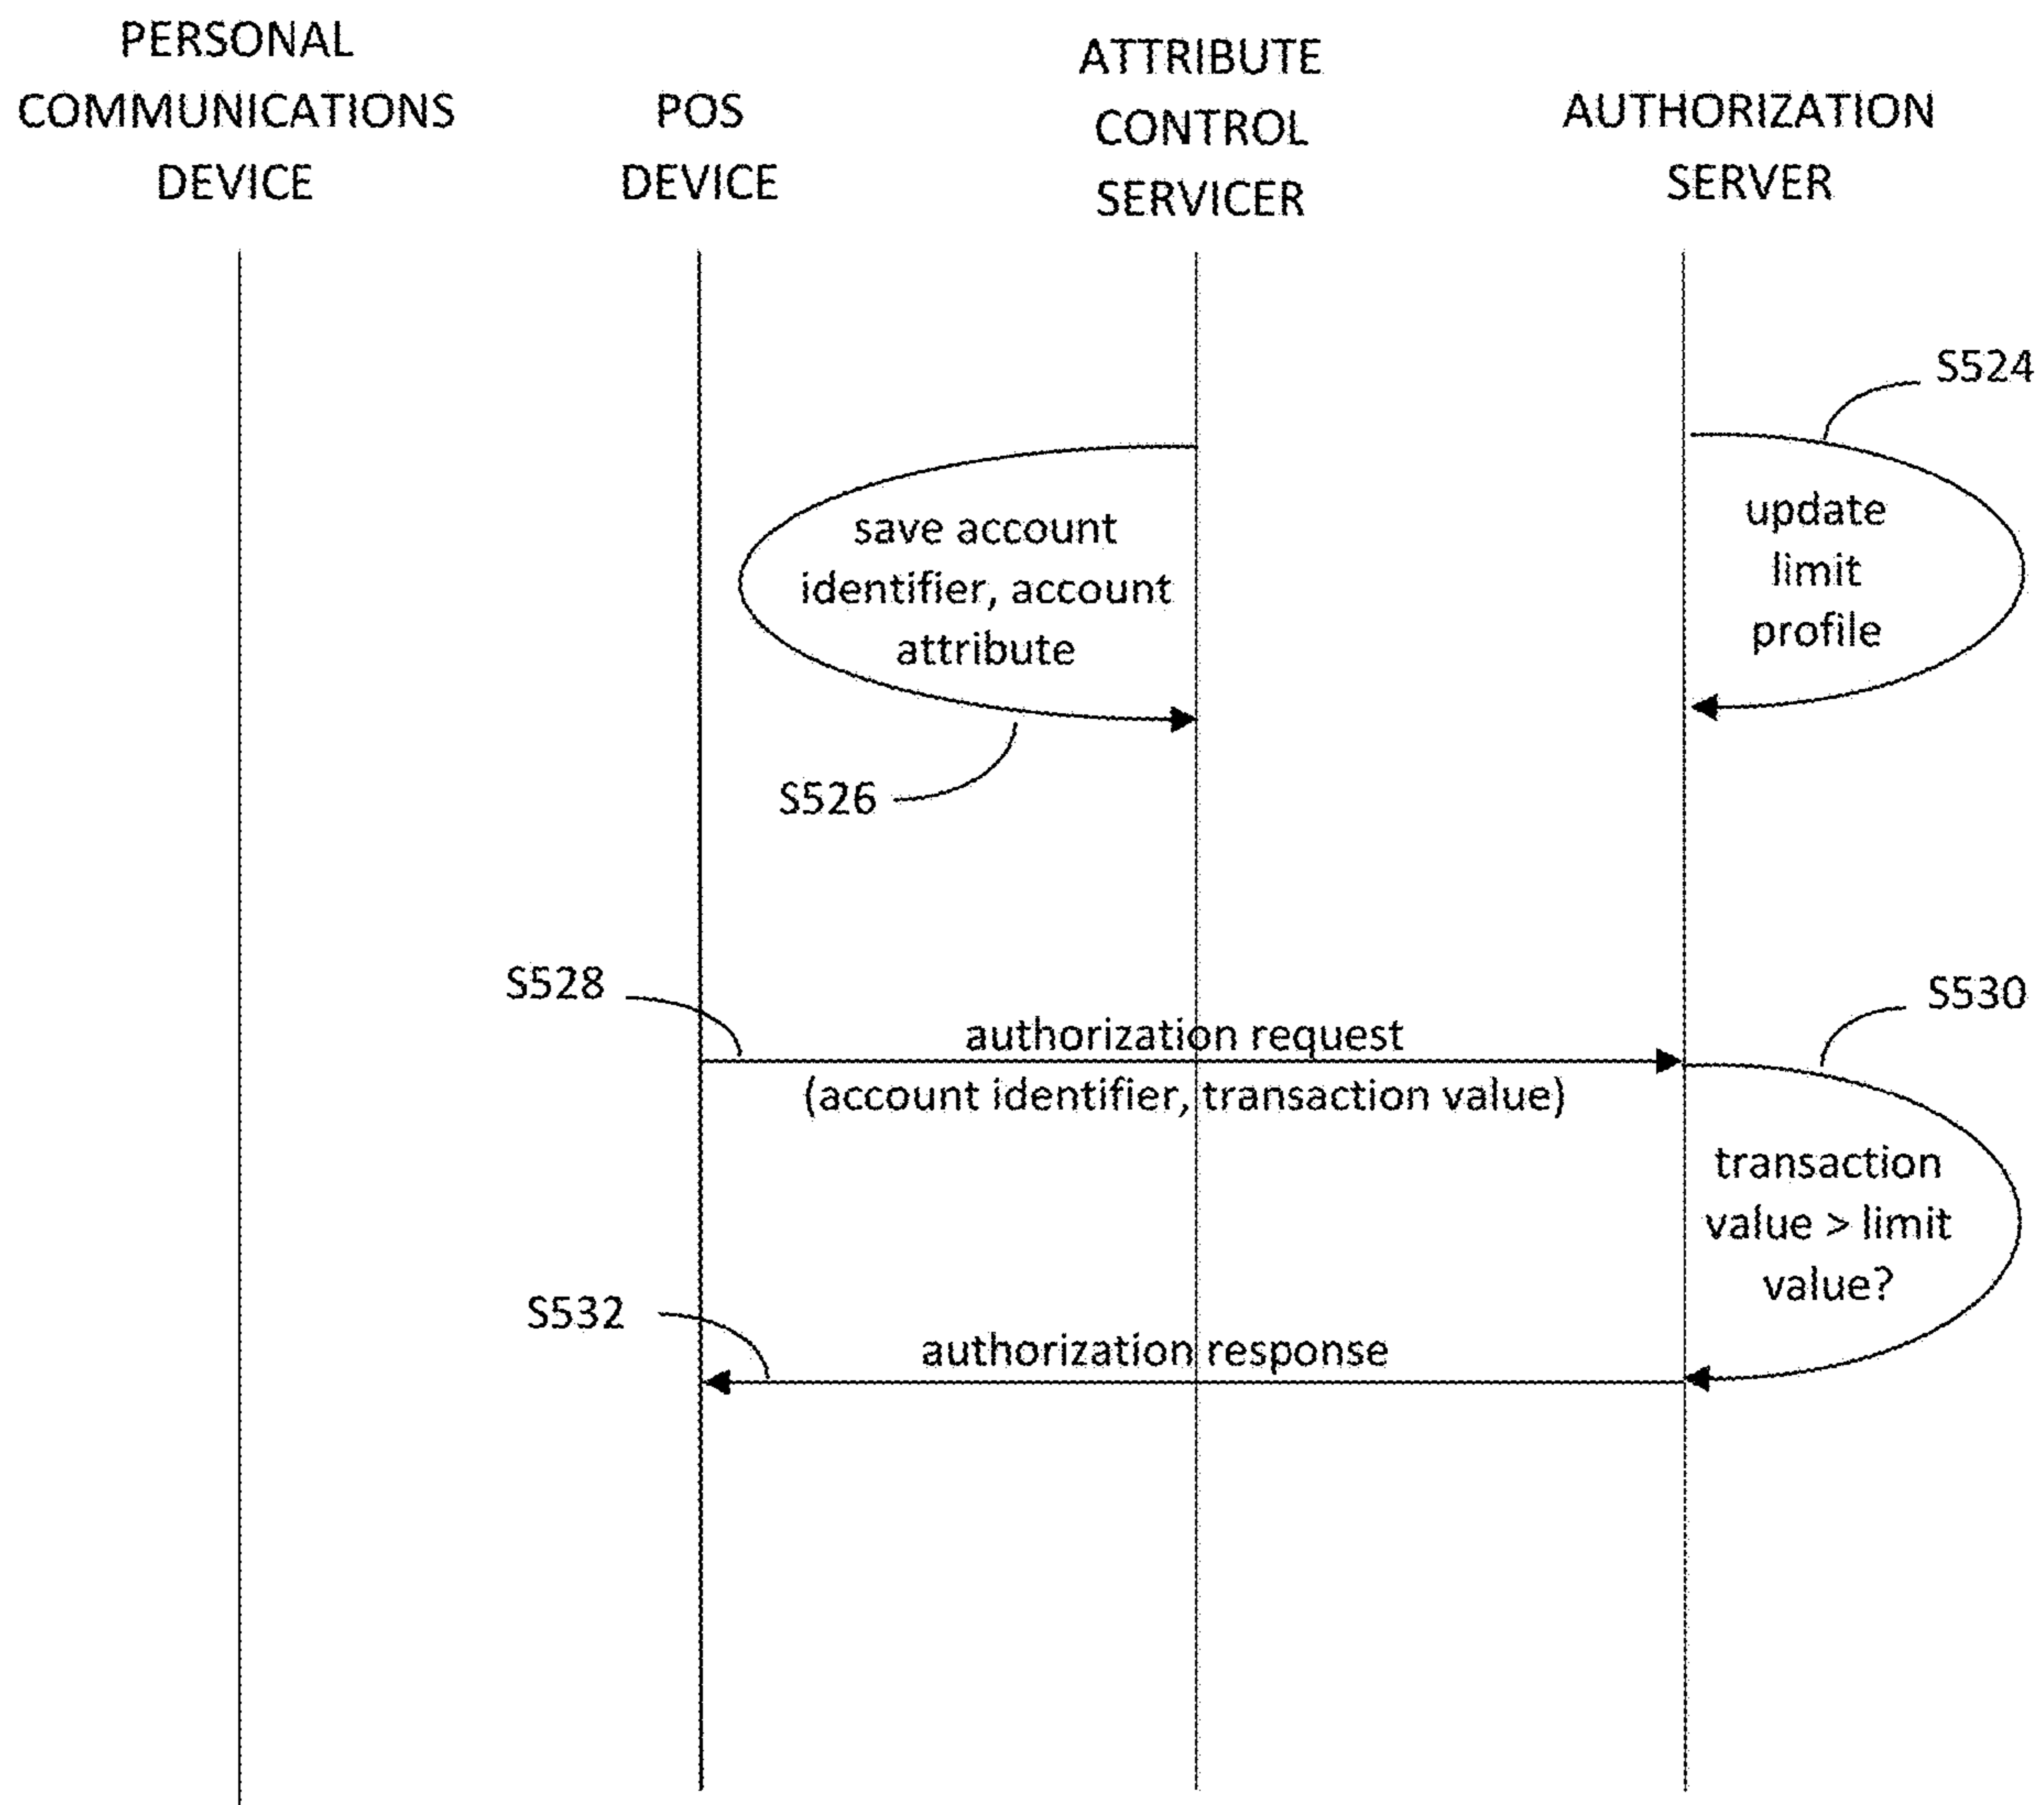 PERSONAL
COMMUNICATIONS
DEVICE
POS
DEVICE
ATTRIBUTE
CONTROL
SERVICER
AUTHORIZATION
SERVER
S524
update
limit
profile
save account
identifier, account
attribute
S526
S528
authorization request
(account identifier, transaction value)
S530
transaction
value > limit
value?
S532
authorization response